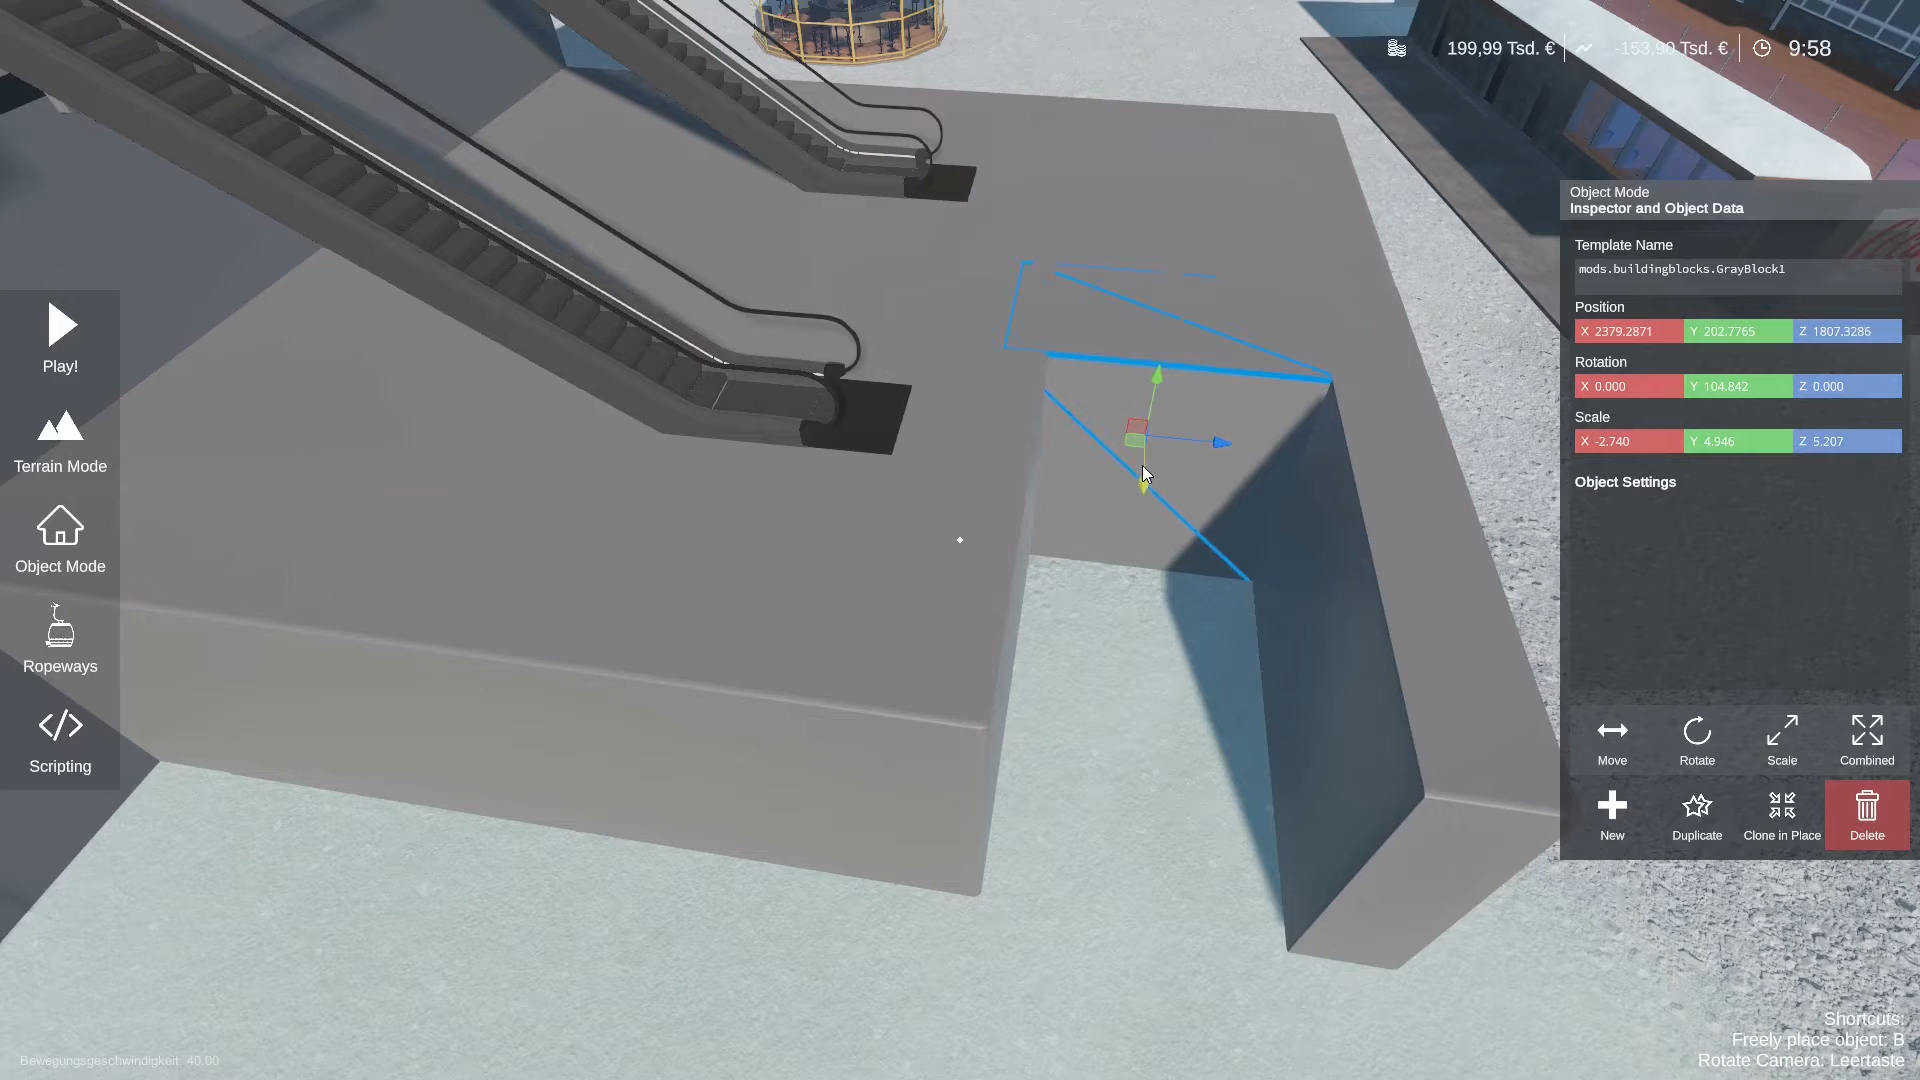 199,99 Tsd. €
-153,90 Tsd. €
9:58
Object Mode
Inspector and Object Data
Template Name
mods.buildingblocks.GrayBlock1
Position
X 2379.2871 Y 202.7765 Z 1807.3286
Rotation
X 0.000 Y 104.842 Z 0.000
Scale
X -2.740 Y 4.946 Z 5.207
Object Settings
Play!
Terrain Mode
Object Mode
Ropeways
Scripting
Move Rotate Scale Combined
New Duplicate Clone in Place Delete
Shortcuts:
Freely place object: B
Rotate Camera: Leertaste
Bewegungsgeschwindigkeit: 40.00